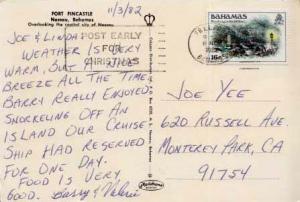 FORT FINCASTLE
Nassau, Bahamas
Overlooking the capital city of Nassau.
11/3/82
JOE & LINDA
WEATHER IS VERY
WARM, BUT A NICE
BREEZE ALL THE TIME.
BARRY REALLY ENJOYED
SNORKELING OFF AN
ISLAND OUR CRUISE
SHIP HAD RESERVED
FOR ONE DAY.
FOOD IS VERY
GOOD. Barry & Valerie
POST EARLY
FOR
CHRISTMAS
BAHAMAS
16c
JOE YEE
620 RUSSELL AVE.
MONTEREY PARK, CA
91754